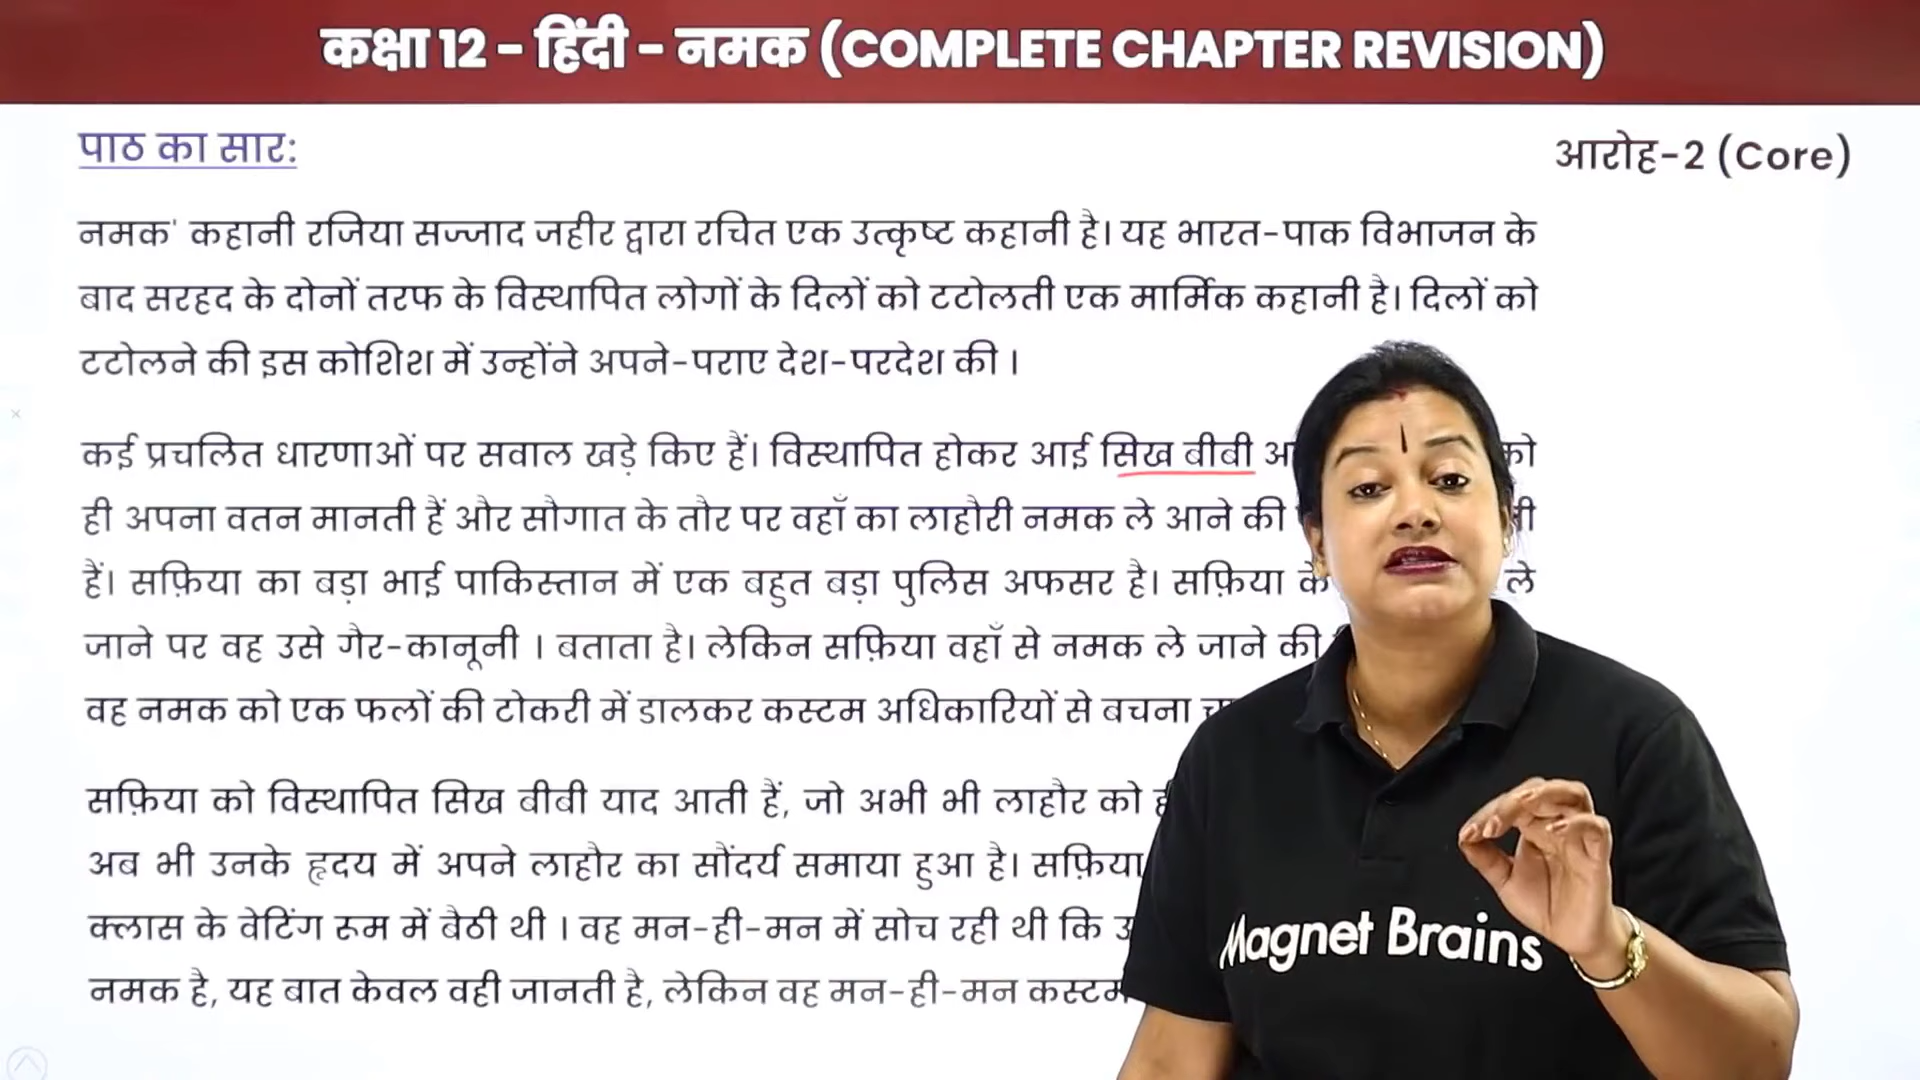 कक्षा 12 - हिंदी - नमक (COMPLETE CHAPTER REVISION)
पाठ का सार:
आरोह-2 (Core)
नमक' कहानी रजिया सज्जाद जहीर द्वारा रचित एक उत्कृष्ट कहानी है। यह भारत-पाक विभाजन के
बाद सरहद के दोनों तरफ के विस्थापित लोगों के दिलों को टटोलती एक मार्मिक कहानी है। दिलों को
टटोलने की इस कोशिश में उन्होंने अपने-पराए देश-परदेश की ।
कई प्रचलित धारणाओं पर सवाल खड़े किए हैं। विस्थापित होकर आई सिख बीबी को
ही अपना वतन मानती हैं और सौगात के तौर पर वहाँ का लाहौरी नमक ले आने की
हैं। सफ़िया का बड़ा भाई पाकिस्तान में एक बहुत बड़ा पुलिस अफसर है। सफ़िया के ले
जाने पर वह उसे गैर-कानूनी । बताता है। लेकिन सफ़िया वहाँ से नमक ले जाने की
वह नमक को एक फलों की टोकरी में डालकर कस्टम अधिकारियों से बचना
सफ़िया को विस्थापित सिख बीबी याद आती हैं, जो अभी भी लाहौर को
अब भी उनके हृदय में अपने लाहौर का सौंदर्य समाया हुआ है। सफ़िया
क्लास के वेटिंग रूम में बैठी थी । वह मन-ही-मन में सोच रही थी कि
नमक है, यह बात केवल वही जानती है, लेकिन वह मन-ही-मन कस्टम
Magnet Brains